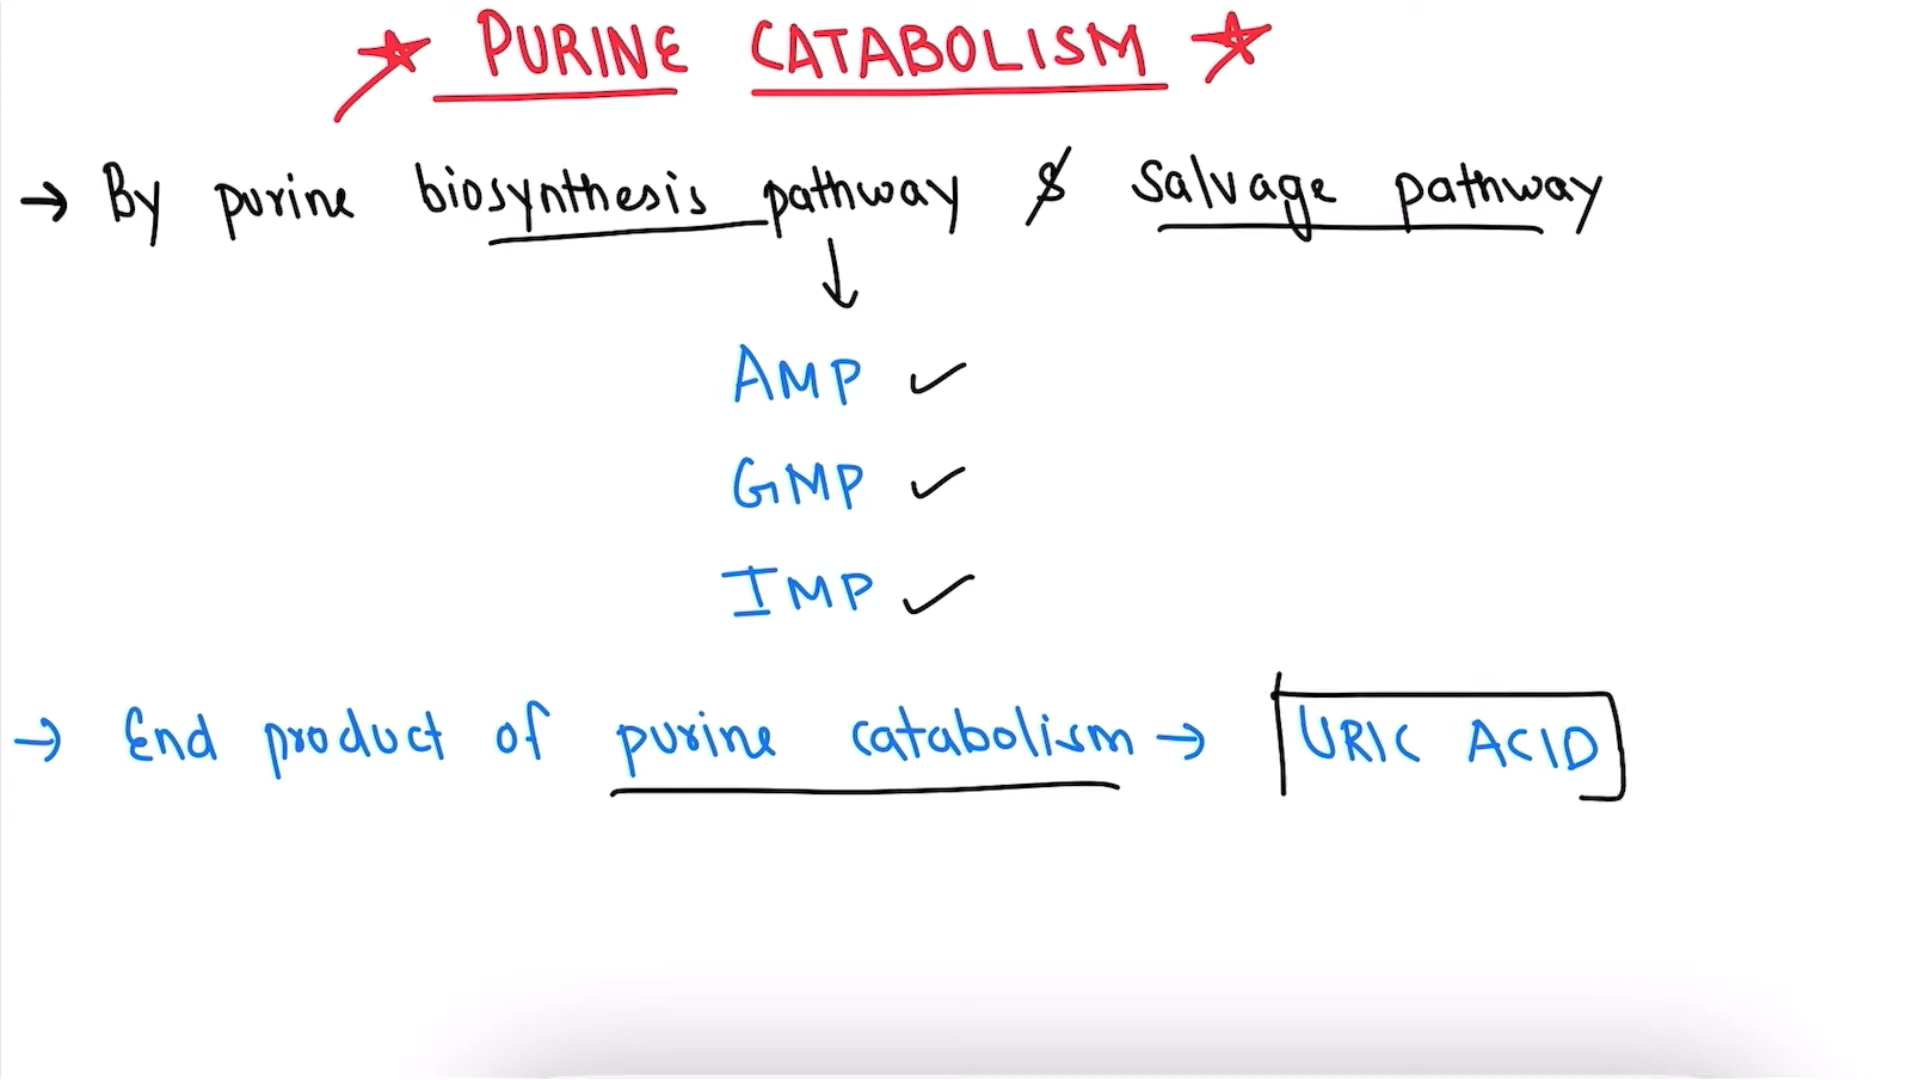 PURINE CATABOLISM
→ By purine biosynthesis pathway & Salvage pathway
↓
AMP ✓
GMP ✓
IMP ✓
→ End product of purine catabolism → URIC ACID